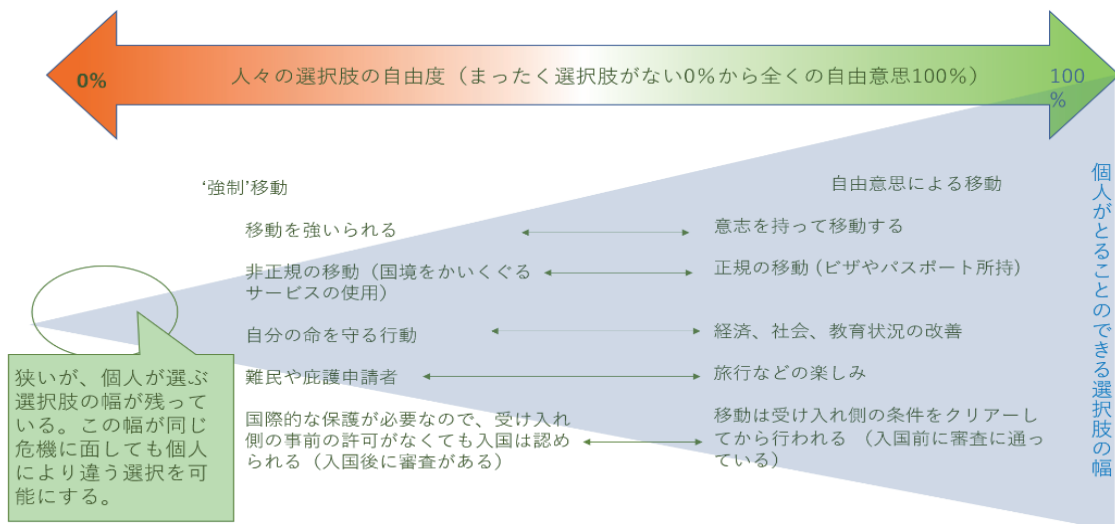 0%
人々の選択肢の自由度（まったく選択肢がない0%から全くの自由意思100%）
100
%
‘強制’移動
自由意思による移動
移動を強いられる
意志を持って移動する
非正規の移動（国境をかいくぐる
サービスの使用）
正規の移動 (ビザやパスポート所持)
自分の命を守る行動
経済、社会、教育状況の改善
難民や庇護申請者
旅行などの楽しみ
国際的な保護が必要なので、受け入れ
側の事前の許可がなくても入国は認め
られる（入国後に審査がある）
移動は受け入れ側の条件をクリアーし
てから行われる （入国前に審査に通っ
ている）
狭いが、個人が選ぶ
選択肢の幅が残って
いる。この幅が同じ
危機に面しても個人
により違う選択を可
能にする。
個人がとることのできる選択肢の幅